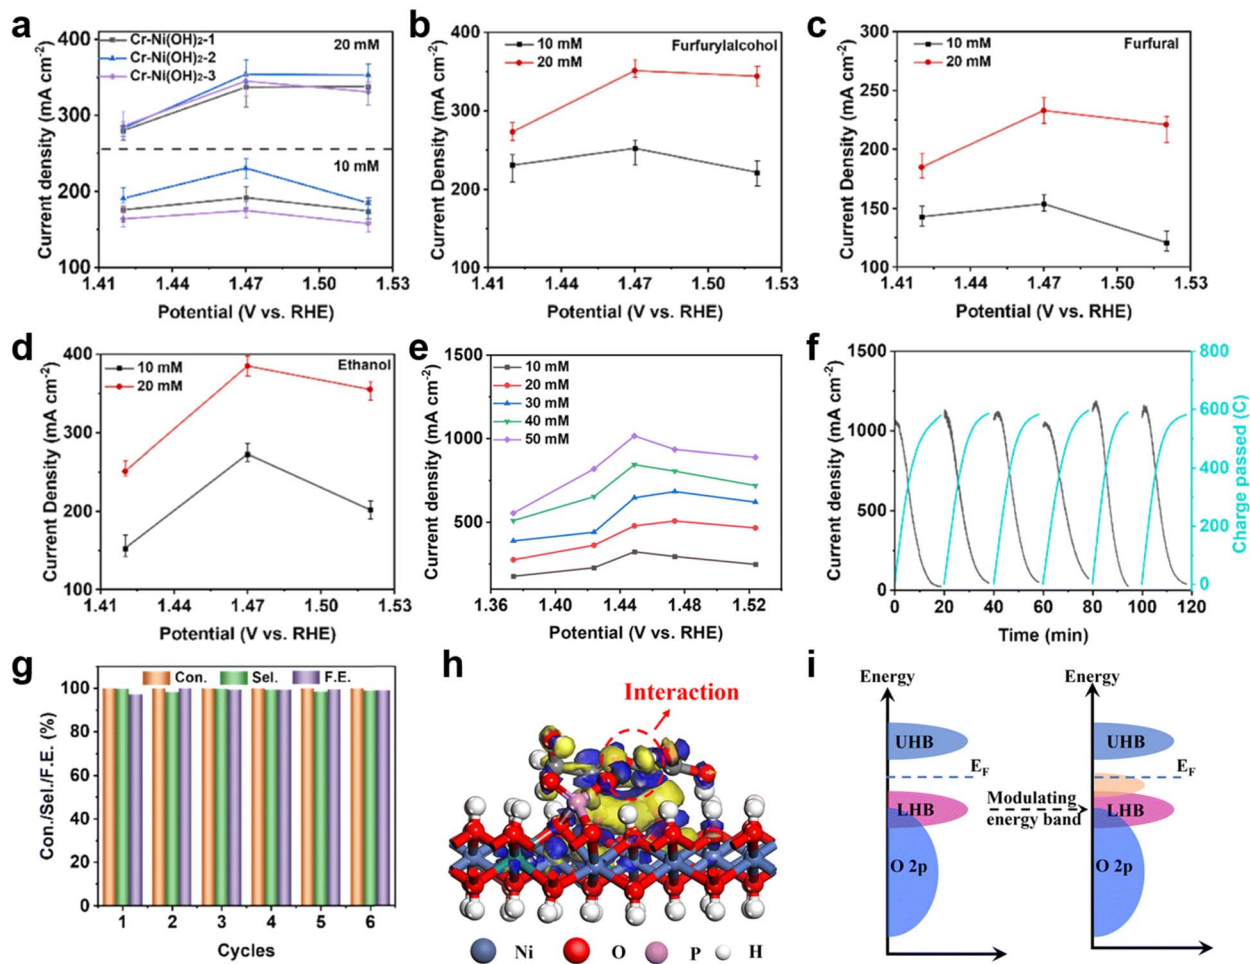 a
400
350
300
250
200
150
100
Cr-Ni(OH)₂-1
Cr-Ni(OH)₂-2
Cr-Ni(OH)₂-3
20 mM
10 mM
Current density (mA cm⁻²)
1.41 1.44 1.47 1.50 1.53
Potential (V vs. RHE)
b
400
350
300
250
200
150
100
10 mM
20 mM
Furfurylalcohol
Current Density (mA cm⁻²)
1.41 1.44 1.47 1.50 1.53
Potential (V vs. RHE)
c
300
250
200
150
100
10 mM
20 mM
Furfural
Current Density (mA cm⁻²)
1.41 1.44 1.47 1.50 1.53
Potential (V vs. RHE)
d
400
350
300
250
200
150
100
10 mM
20 mM
Ethanol
Current Density (mA cm⁻²)
1.41 1.44 1.47 1.50 1.53
Potential (V vs. RHE)
e
1500
1000
500
10 mM
20 mM
30 mM
40 mM
50 mM
Current density (mA cm⁻²)
1.36 1.40 1.44 1.48 1.52
Potential (V vs. RHE)
f
1500
1000
500
0
Current density (mA cm⁻²)
800
600
400
200
0
Charge passed (C)
0 20 40 60 80 100 120
Time (min)
g
100
80
60
40
20
0
Con. Sel. F.E.
Con./Sel./F.E. (%)
1 2 3 4 5 6
Cycles
h
Interaction
Ni O P H
i
Energy
UHB
E_F
LHB
O 2p
Modulating
energy band
Energy
UHB
E_F
LHB
O 2p